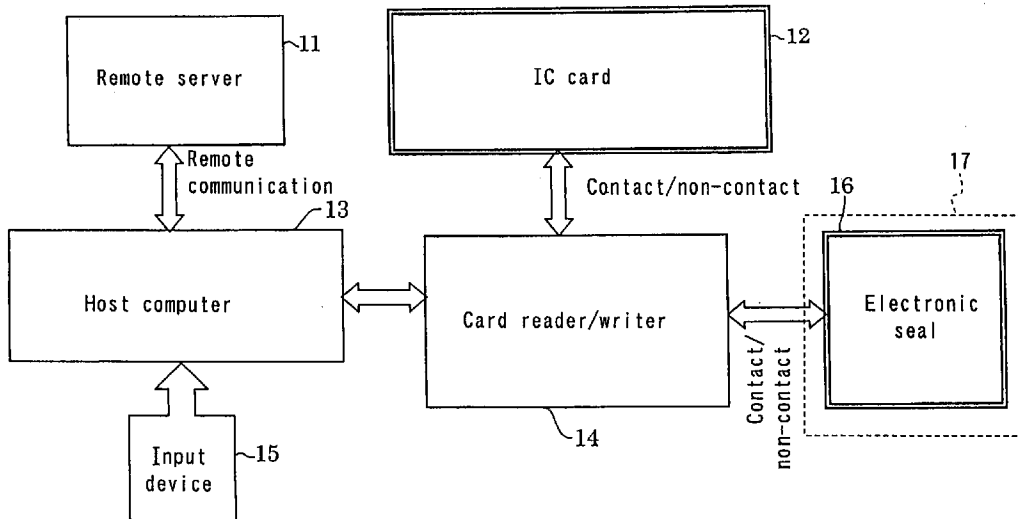 11
Remote server
12
IC card
Remote
communication
Contact/non-contact
13
Host computer
Card reader/writer
14
17
16
Electronic
seal
Contact/
non-contact
Input
device
15